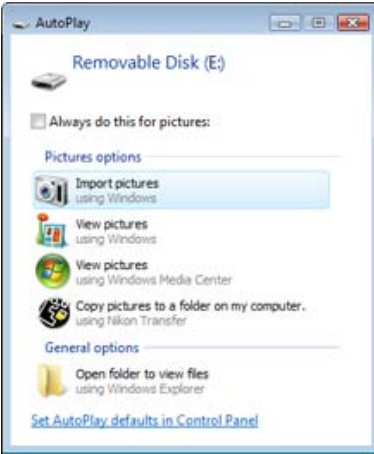 AutoPlay
Removable Disk (E:)
Always do this for pictures:
Pictures options
Import pictures
using Windows
View pictures
using Windows
View pictures
using Windows Media Center
Copy pictures to a folder on my computer.
using Nikon Transfer
General options
Open folder to view files
using Windows Explorer
Set AutoPlay defaults in Control Panel